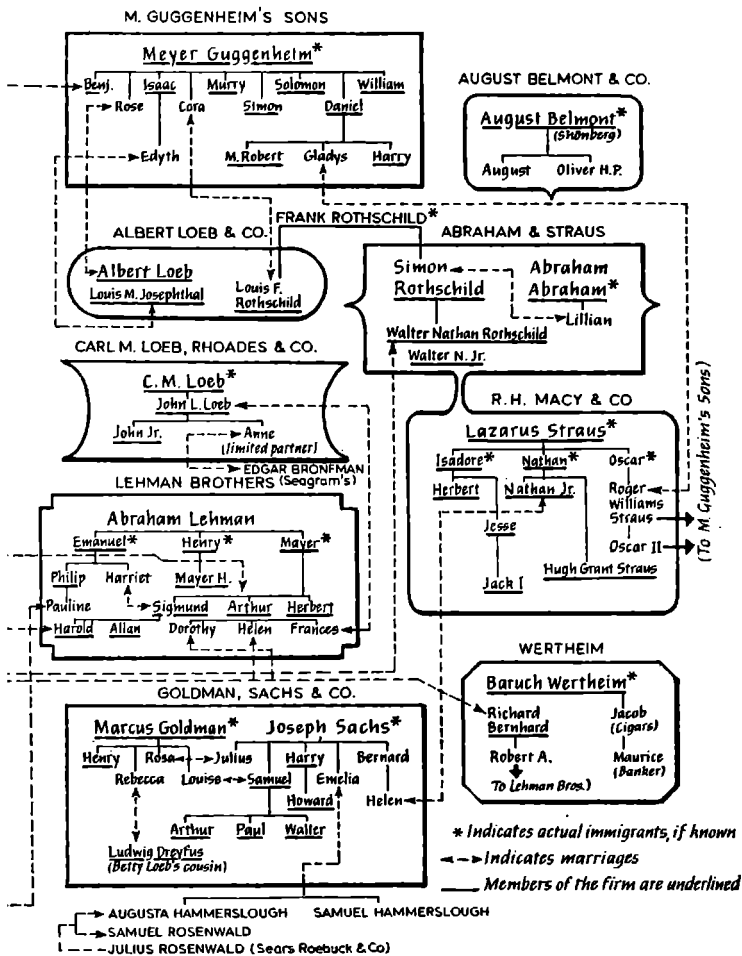 M. GUGGENHEIM'S SONS
Meyer Guggenheim*
Benj. Isaac Murry Solomon William
Rose Cora Simon Daniel
Edyth M. Robert Gladys Harry
AUGUST BELMONT & CO.
August Belmont*
(Shönberg)
August Oliver H.P.
FRANK ROTHSCHILD*
ALBERT LOEB & CO.
Albert Loeb
Louis M. Josephthal
Louis F.
Rothschild
ABRAHAM & STRAUS
Simon
Rothschild
Abraham
Abraham*
Lillian
Walter Nathan Rothschild
Walter N. Jr.
CARL M. LOEB, RHOADES & CO.
C.M. Loeb*
John L. Loeb
John Jr. Anne
(limited partner)
EDGAR BRONFMAN
(Seagram's)
R.H. MACY & CO
Lazarus Straus*
Isadore* Nathan* Oscar*
Herbert Nathan Jr. Roger
Williams
Straus
Jesse
Oscar II
Hugh Grant Straus
Jack I
(To M. Guggenheim's Sons)
LEHMAN BROTHERS
Abraham Lehman
Emanuel* Henry* Mayer*
Philip Harriet Mayer H.
Pauline Sigmund Arthur Herbert
Harold Allan Dorothy Helen Frances
WERTHEIM
Baruch Wertheim*
Richard
Bernhard
Jacob
(Cigars)
Robert A. Maurice
(Banker)
To Lehman Bros.)
GOLDMAN, SACHS & CO.
Marcus Goldman* Joseph Sachs*
Henry Rosa Julius Harry Bernard
Rebecca Louise Samuel Emelia
Howard Helen
Arthur Paul Walter
Ludwig Dreyfus
(Betty Loeb's cousin)
* Indicates actual immigrants, if known
Indicates marriages
Members of the firm are underlined
AUGUSTA HAMMERSLOUGH SAMUEL HAMMERSLOUGH
SAMUEL ROSENWALD
JULIUS ROSENWALD (Sears Roebuck & Co)